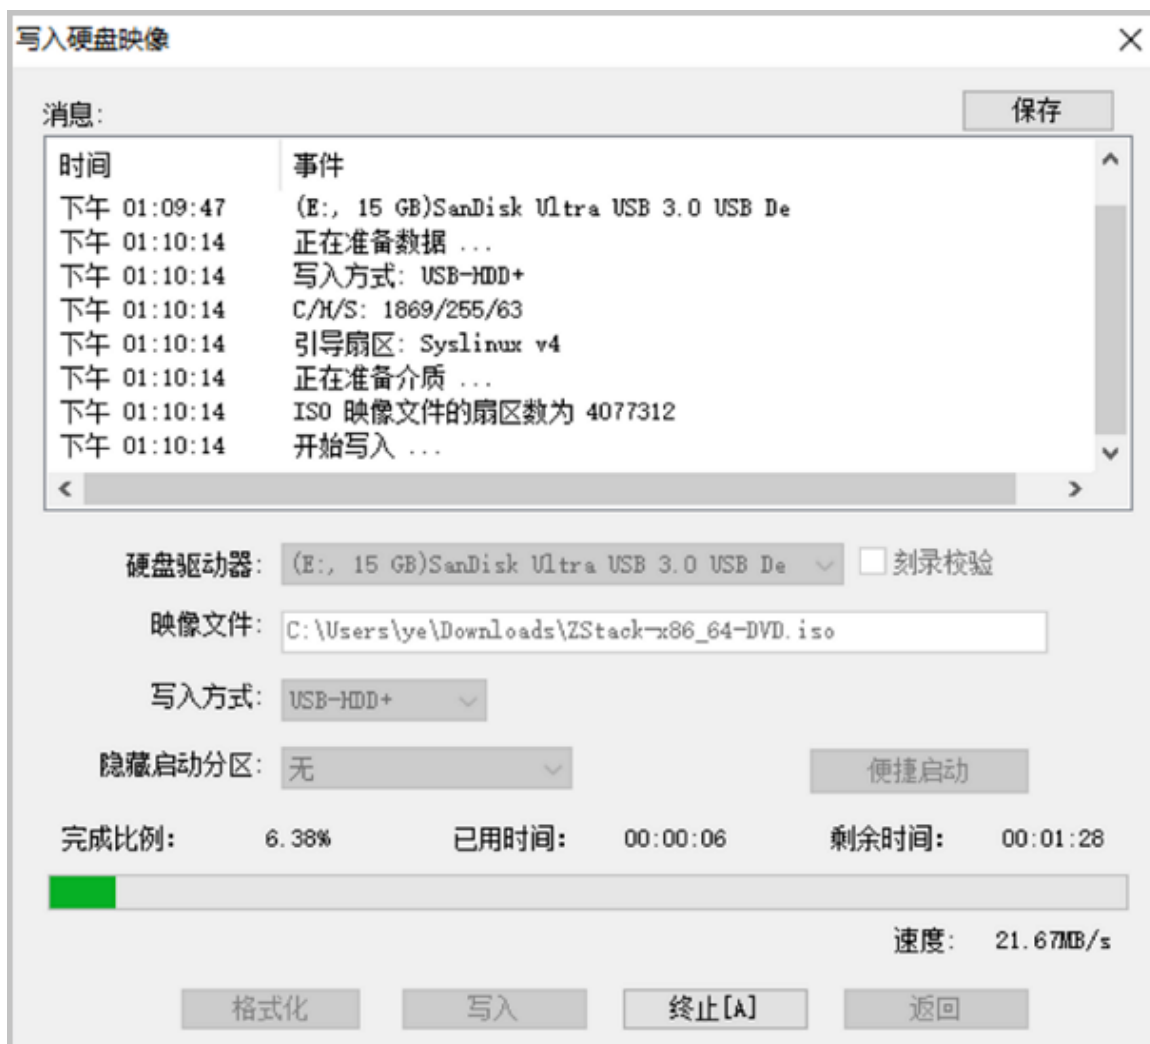 写入硬盘映像
消息:
保存
时间 事件
下午 01:09:47 (E:, 15 GB)SanDisk Ultra USB 3.0 USB De
下午 01:10:14 正在准备数据 ...
下午 01:10:14 写入方式: USB-HDD+
下午 01:10:14 C/H/S: 1869/255/63
下午 01:10:14 引导扇区: Syslinux v4
下午 01:10:14 正在准备介质 ...
下午 01:10:14 ISO 映像文件的扇区数为 4077312
下午 01:10:14 开始写入 ...
硬盘驱动器: (E:, 15 GB)SanDisk Ultra USB 3.0 USB De 刻录校验
映像文件: C:\Users\ye\Downloads\ZStack-x86_64-DVD.iso
写入方式: USB-HDD+
隐藏启动分区: 无 便捷启动
完成比例: 6.38% 已用时间: 00:00:06 剩余时间: 00:01:28
速度: 21.67MB/s
格式化 写入 终止[A] 返回